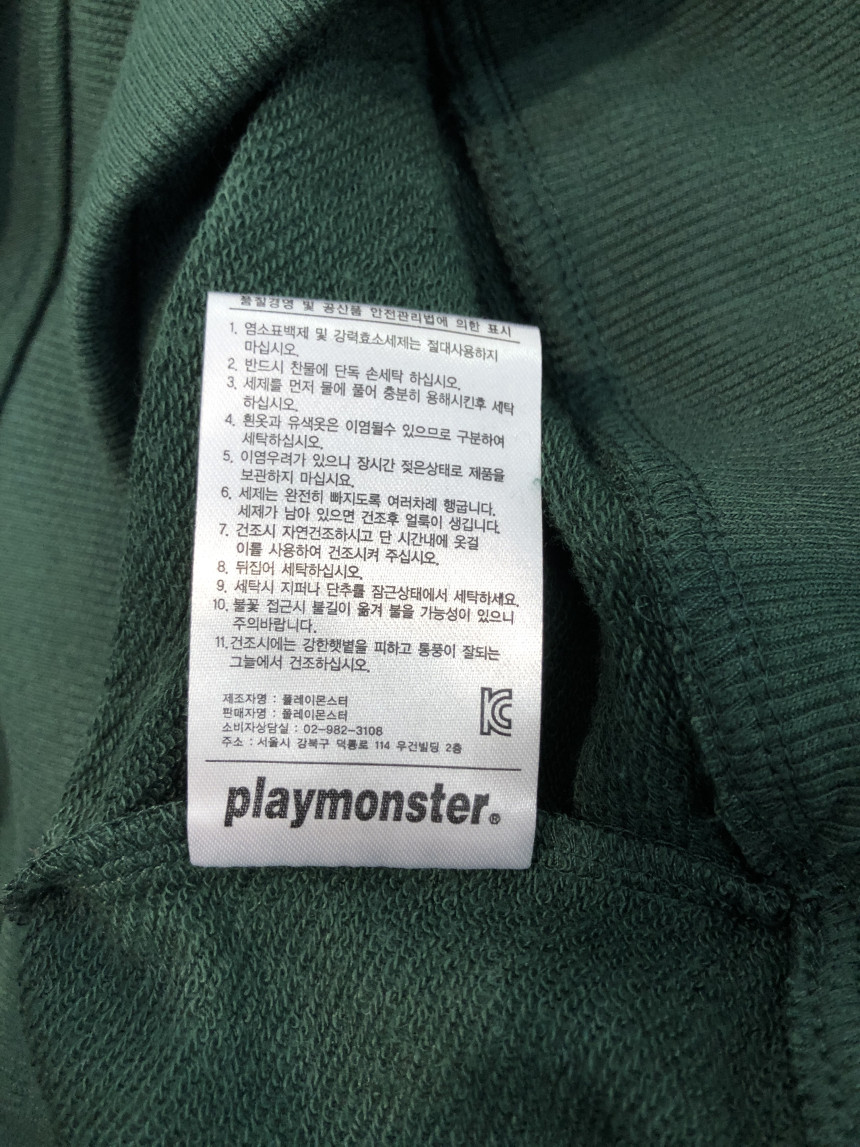 품질경영 및 공산품 안전관리법에 의한 표시
1. 염소표백제 및 강력효소세제는 절대사용하지
마십시오.
2. 반드시 찬물에 단독 손세탁 하십시오.
3. 세제를 먼저 물에 풀어 충분히 용해시킨후 세탁
하십시오.
4. 흰옷과 유색옷은 이염될수 있으므로 구분하여
세탁하십시오.
5. 이염우려가 있으니 장시간 젖은상태로 제품을
보관하지 마십시요.
6. 세제는 완전히 빠지도록 여러차례 행굽니다.
세제가 남아 있으면 건조후 얼룩이 생깁니다.
7. 건조시 자연건조하시고 단 시간내에 옷걸
이를 사용하여 건조시켜 주십시오.
8. 뒤집어 세탁하십시오.
9. 세탁시 지퍼나 단추를 잠근상태에서 세탁하세요.
10. 불꽃 접근시 불길이 옮겨 붙을 가능성이 있으니
주의바랍니다.
11. 건조시에는 강한햇볕을 피하고 통풍이 잘되는
그늘에서 건조하십시오.
제조자명 : 플레이몬스터
판매자명 : 플레이몬스터
소비자상담실 : 02-982-3108
주소 : 서울시 강북구 덕릉로 114 우건빌딩 2층
playmonster®